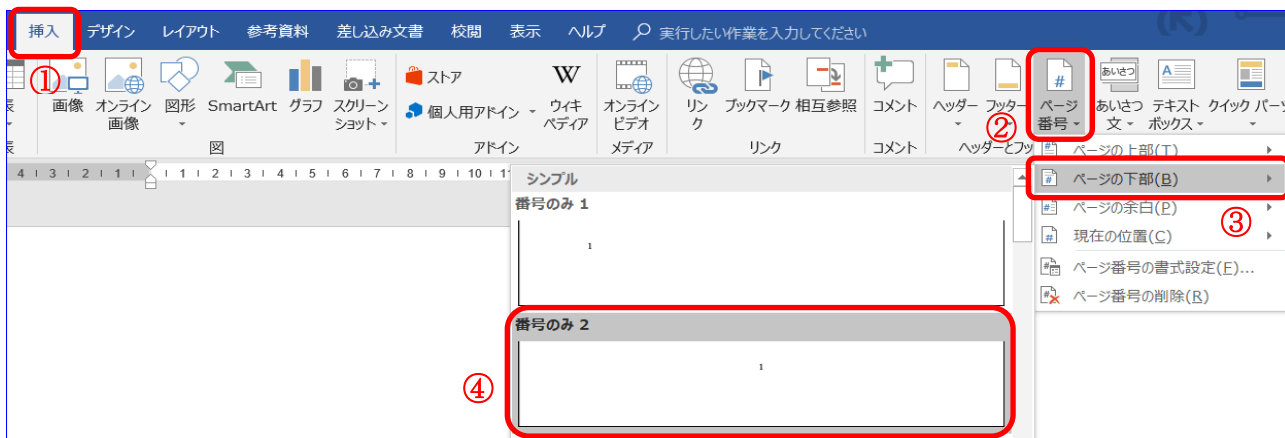 挿入 デザイン レイアウト 参考資料 差し込み文書 校閲 表示 ヘルプ 実行したい作業を入力してください
①
画像 オンライン 画像 図形 SmartArt グラフ スクリーン ショット
ストア
個人用アドイン
W
ウィキ ペディア
オンライン ビデオ
リン ク ブックマーク 相互参照
コメント
ヘッダー フッター
②
#
ページ 番号
あいさつ
あいさつ 文
A
テキスト ボックス
クイック パーツ
表 図 アドイン メディア リンク コメント ヘッダーとフッ
4 3 2 1 1 2 3 4 5 6 7 8 9 10 11
ページの上部(T)
ページの下部(B)
ページの余白(P)
③
現在の位置(C)
ページ番号の書式設定(F)...
ページ番号の削除(R)
シンプル
番号のみ 1
1
番号のみ 2
1
④